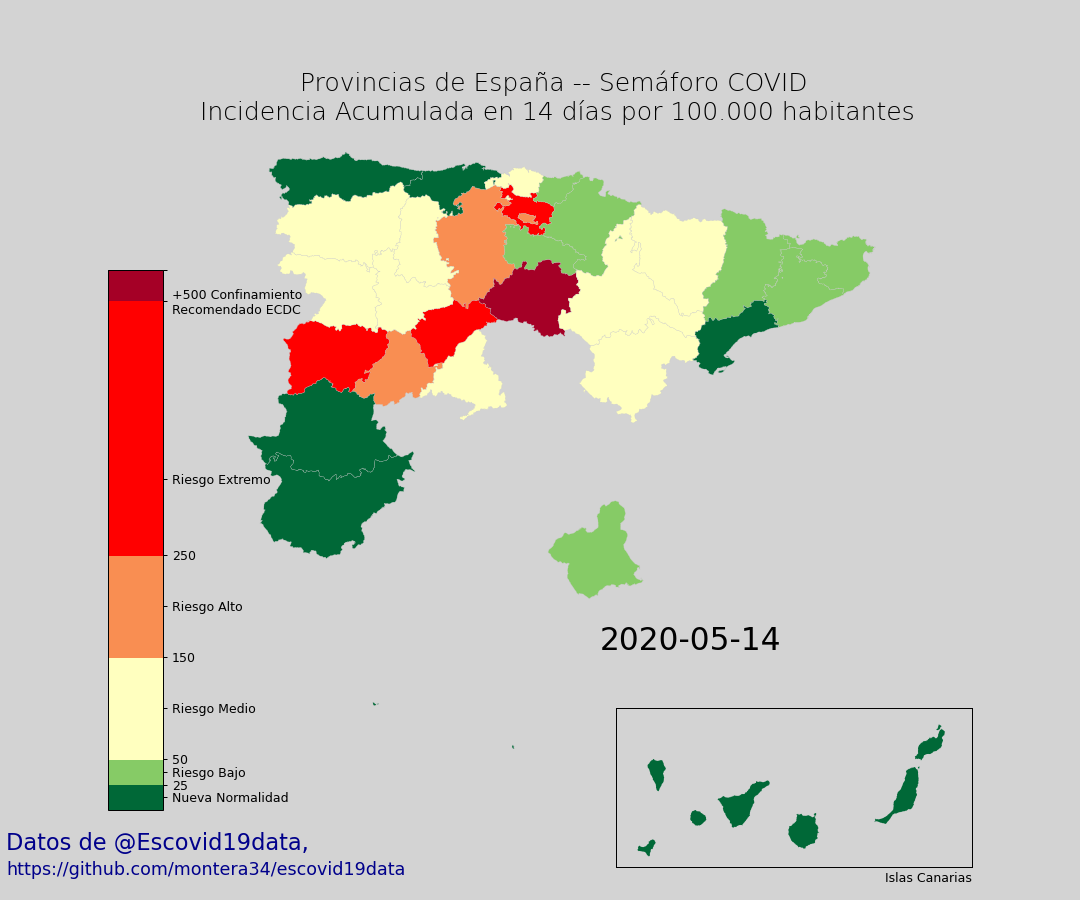 Provincias de España -- Semáforo COVID
Incidencia Acumulada en 14 días por 100.000 habitantes
+500 Confinamiento
Recomendado ECDC
Riesgo Extremo
250
Riesgo Alto
150
Riesgo Medio
50
Riesgo Bajo
25
Nueva Normalidad
2020-05-14
Islas Canarias
Datos de @Escovid19data,
https://github.com/montera34/escovid19data